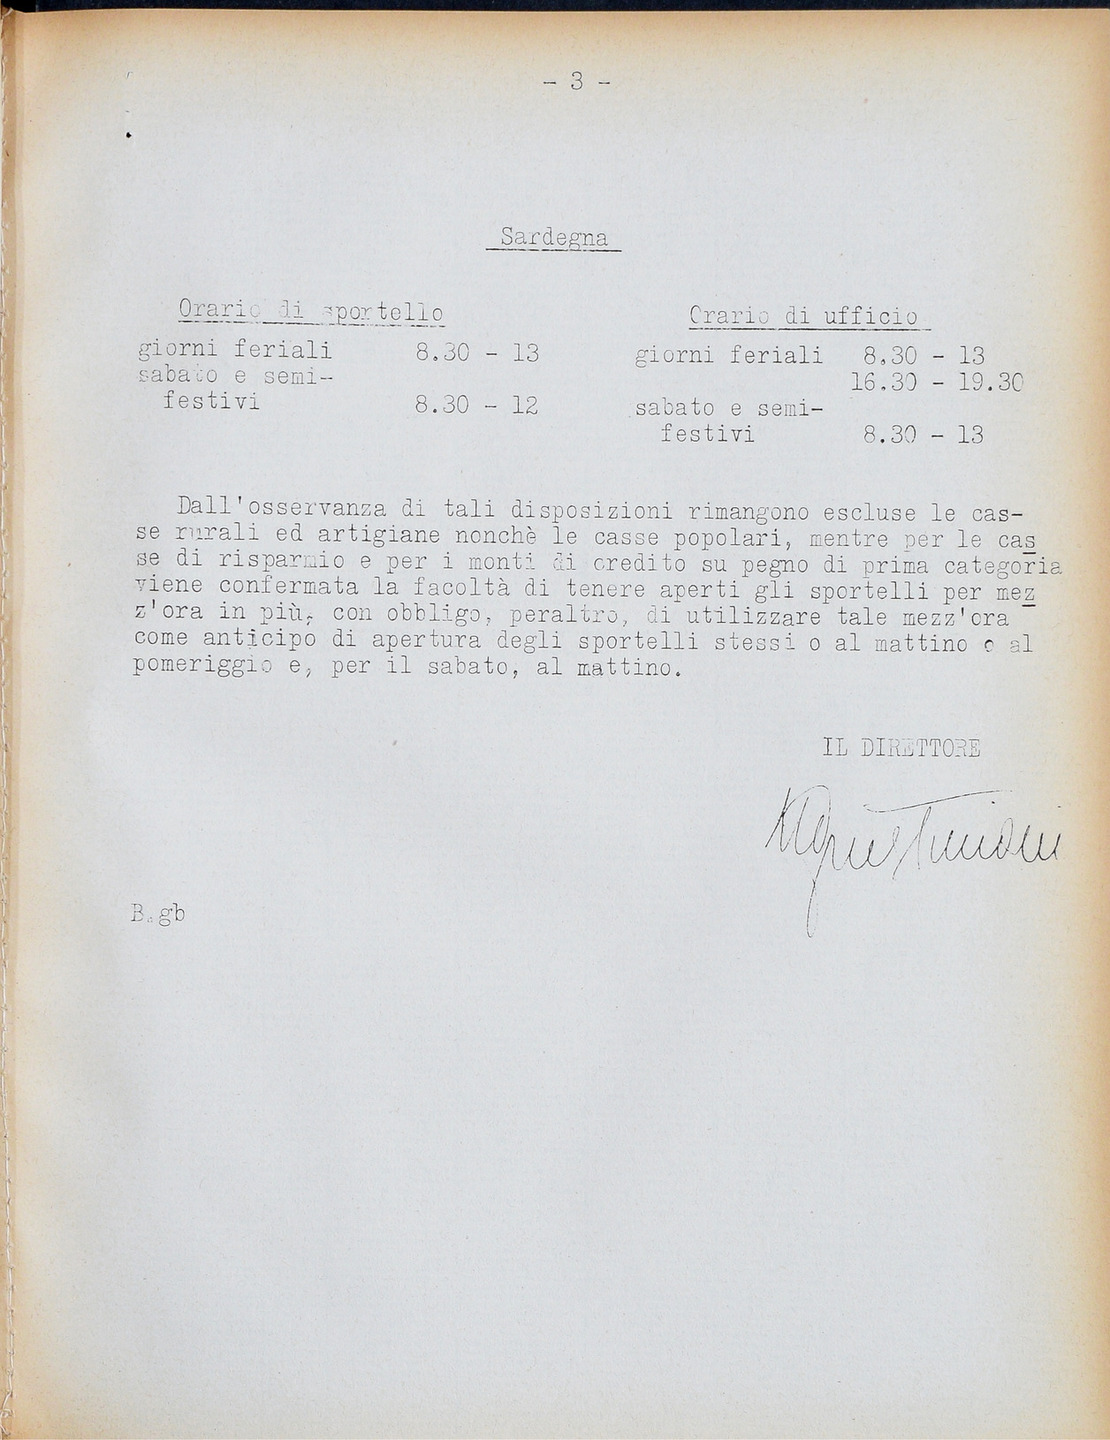 - 3 -
Sardegna
Orario di sportello
giorni feriali 8.30 - 13
sabato e semi-
festivi 8.30 - 12
Orario di ufficio
giorni feriali 8.30 - 13
16.30 - 19.30
sabato e semi-
festivi 8.30 - 13
Dall'osservanza di tali disposizioni rimangono escluse le cas-
se rurali ed artigiane nonchè le casse popolari, mentre per le cas
se di risparmio e per i monti di credito su pegno di prima categoria
viene confermata la facoltà di tenere aperti gli sportelli per mez
z'ora in più, con obbligo, peraltro, di utilizzare tale mezz'ora
come anticipo di apertura degli sportelli stessi o al mattino o al
pomeriggio e, per il sabato, al mattino.
IL DIRETTORE
B.gb